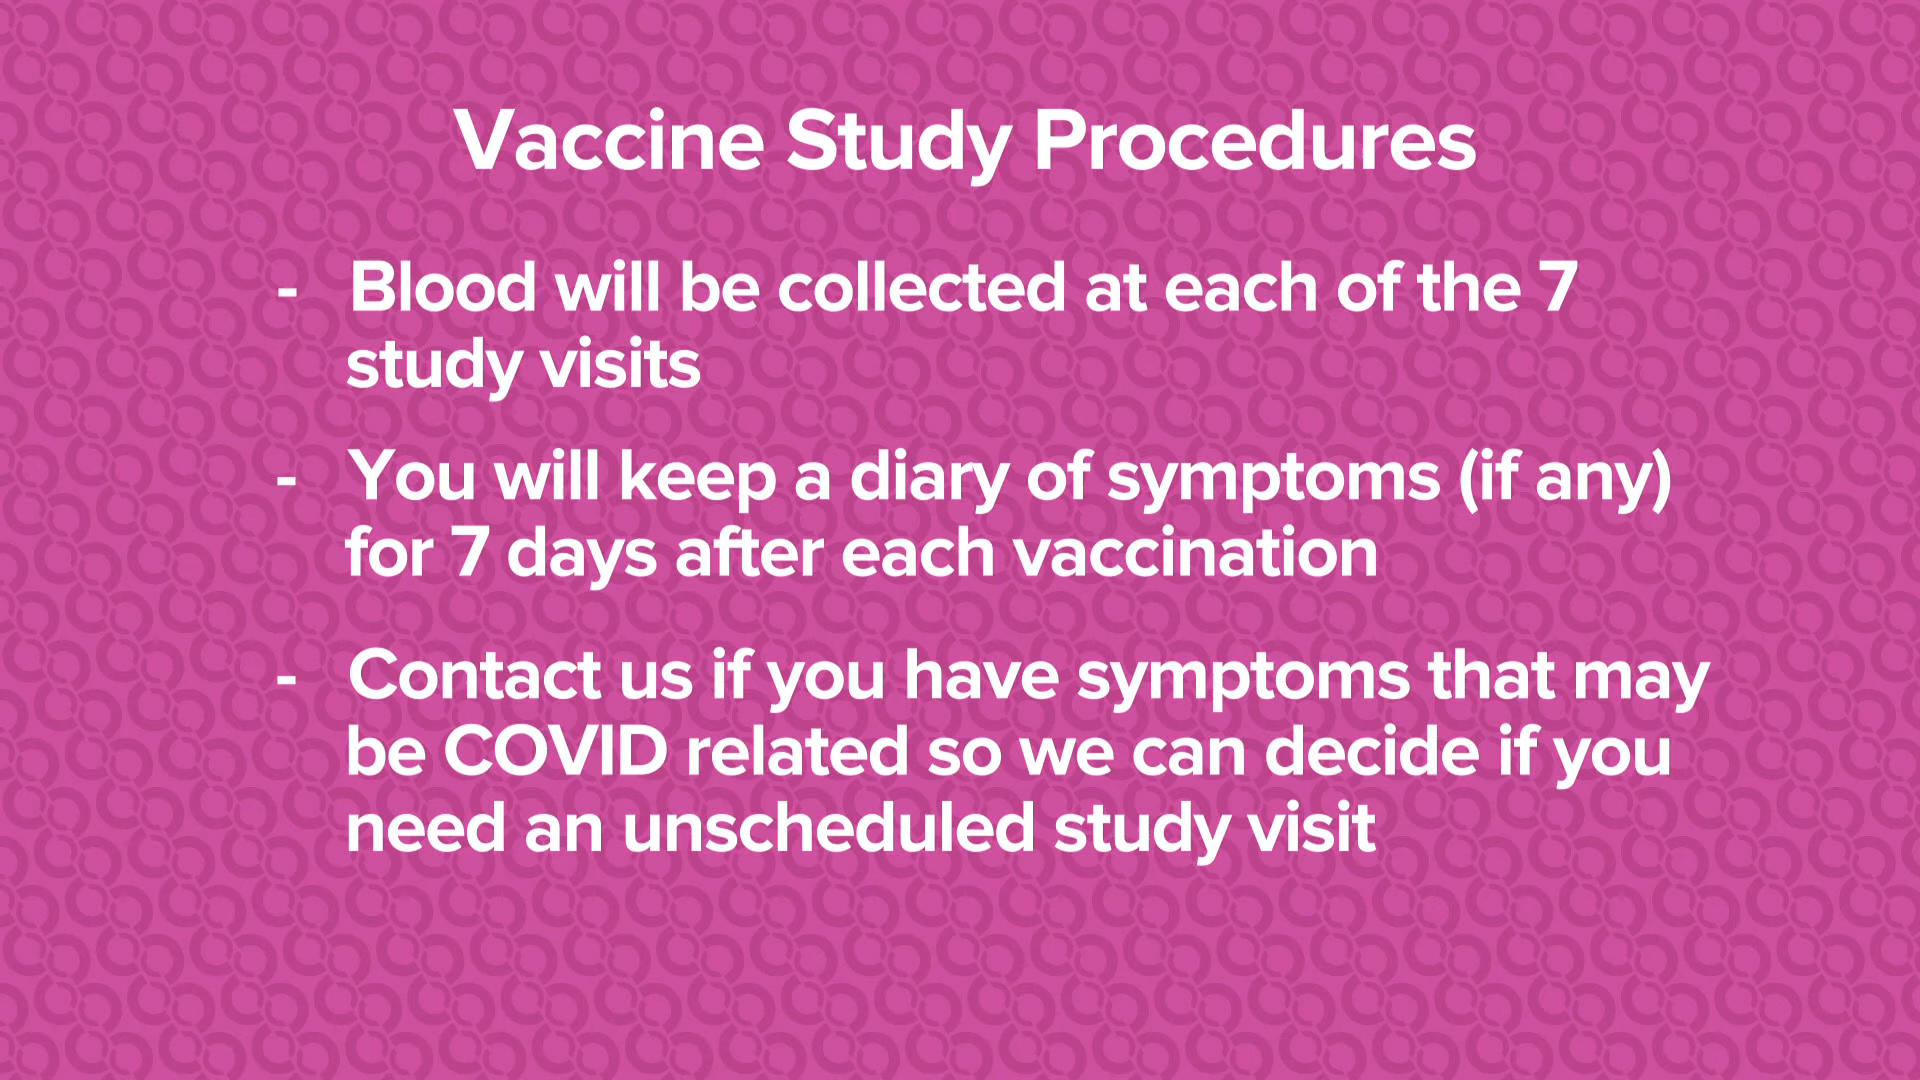 Vaccine Study Procedures
- Blood will be collected at each of the 7
study visits
- You will keep a diary of symptoms (if any)
for 7 days after each vaccination
- Contact us if you have symptoms that may
be COVID related so we can decide if you
need an unscheduled study visit